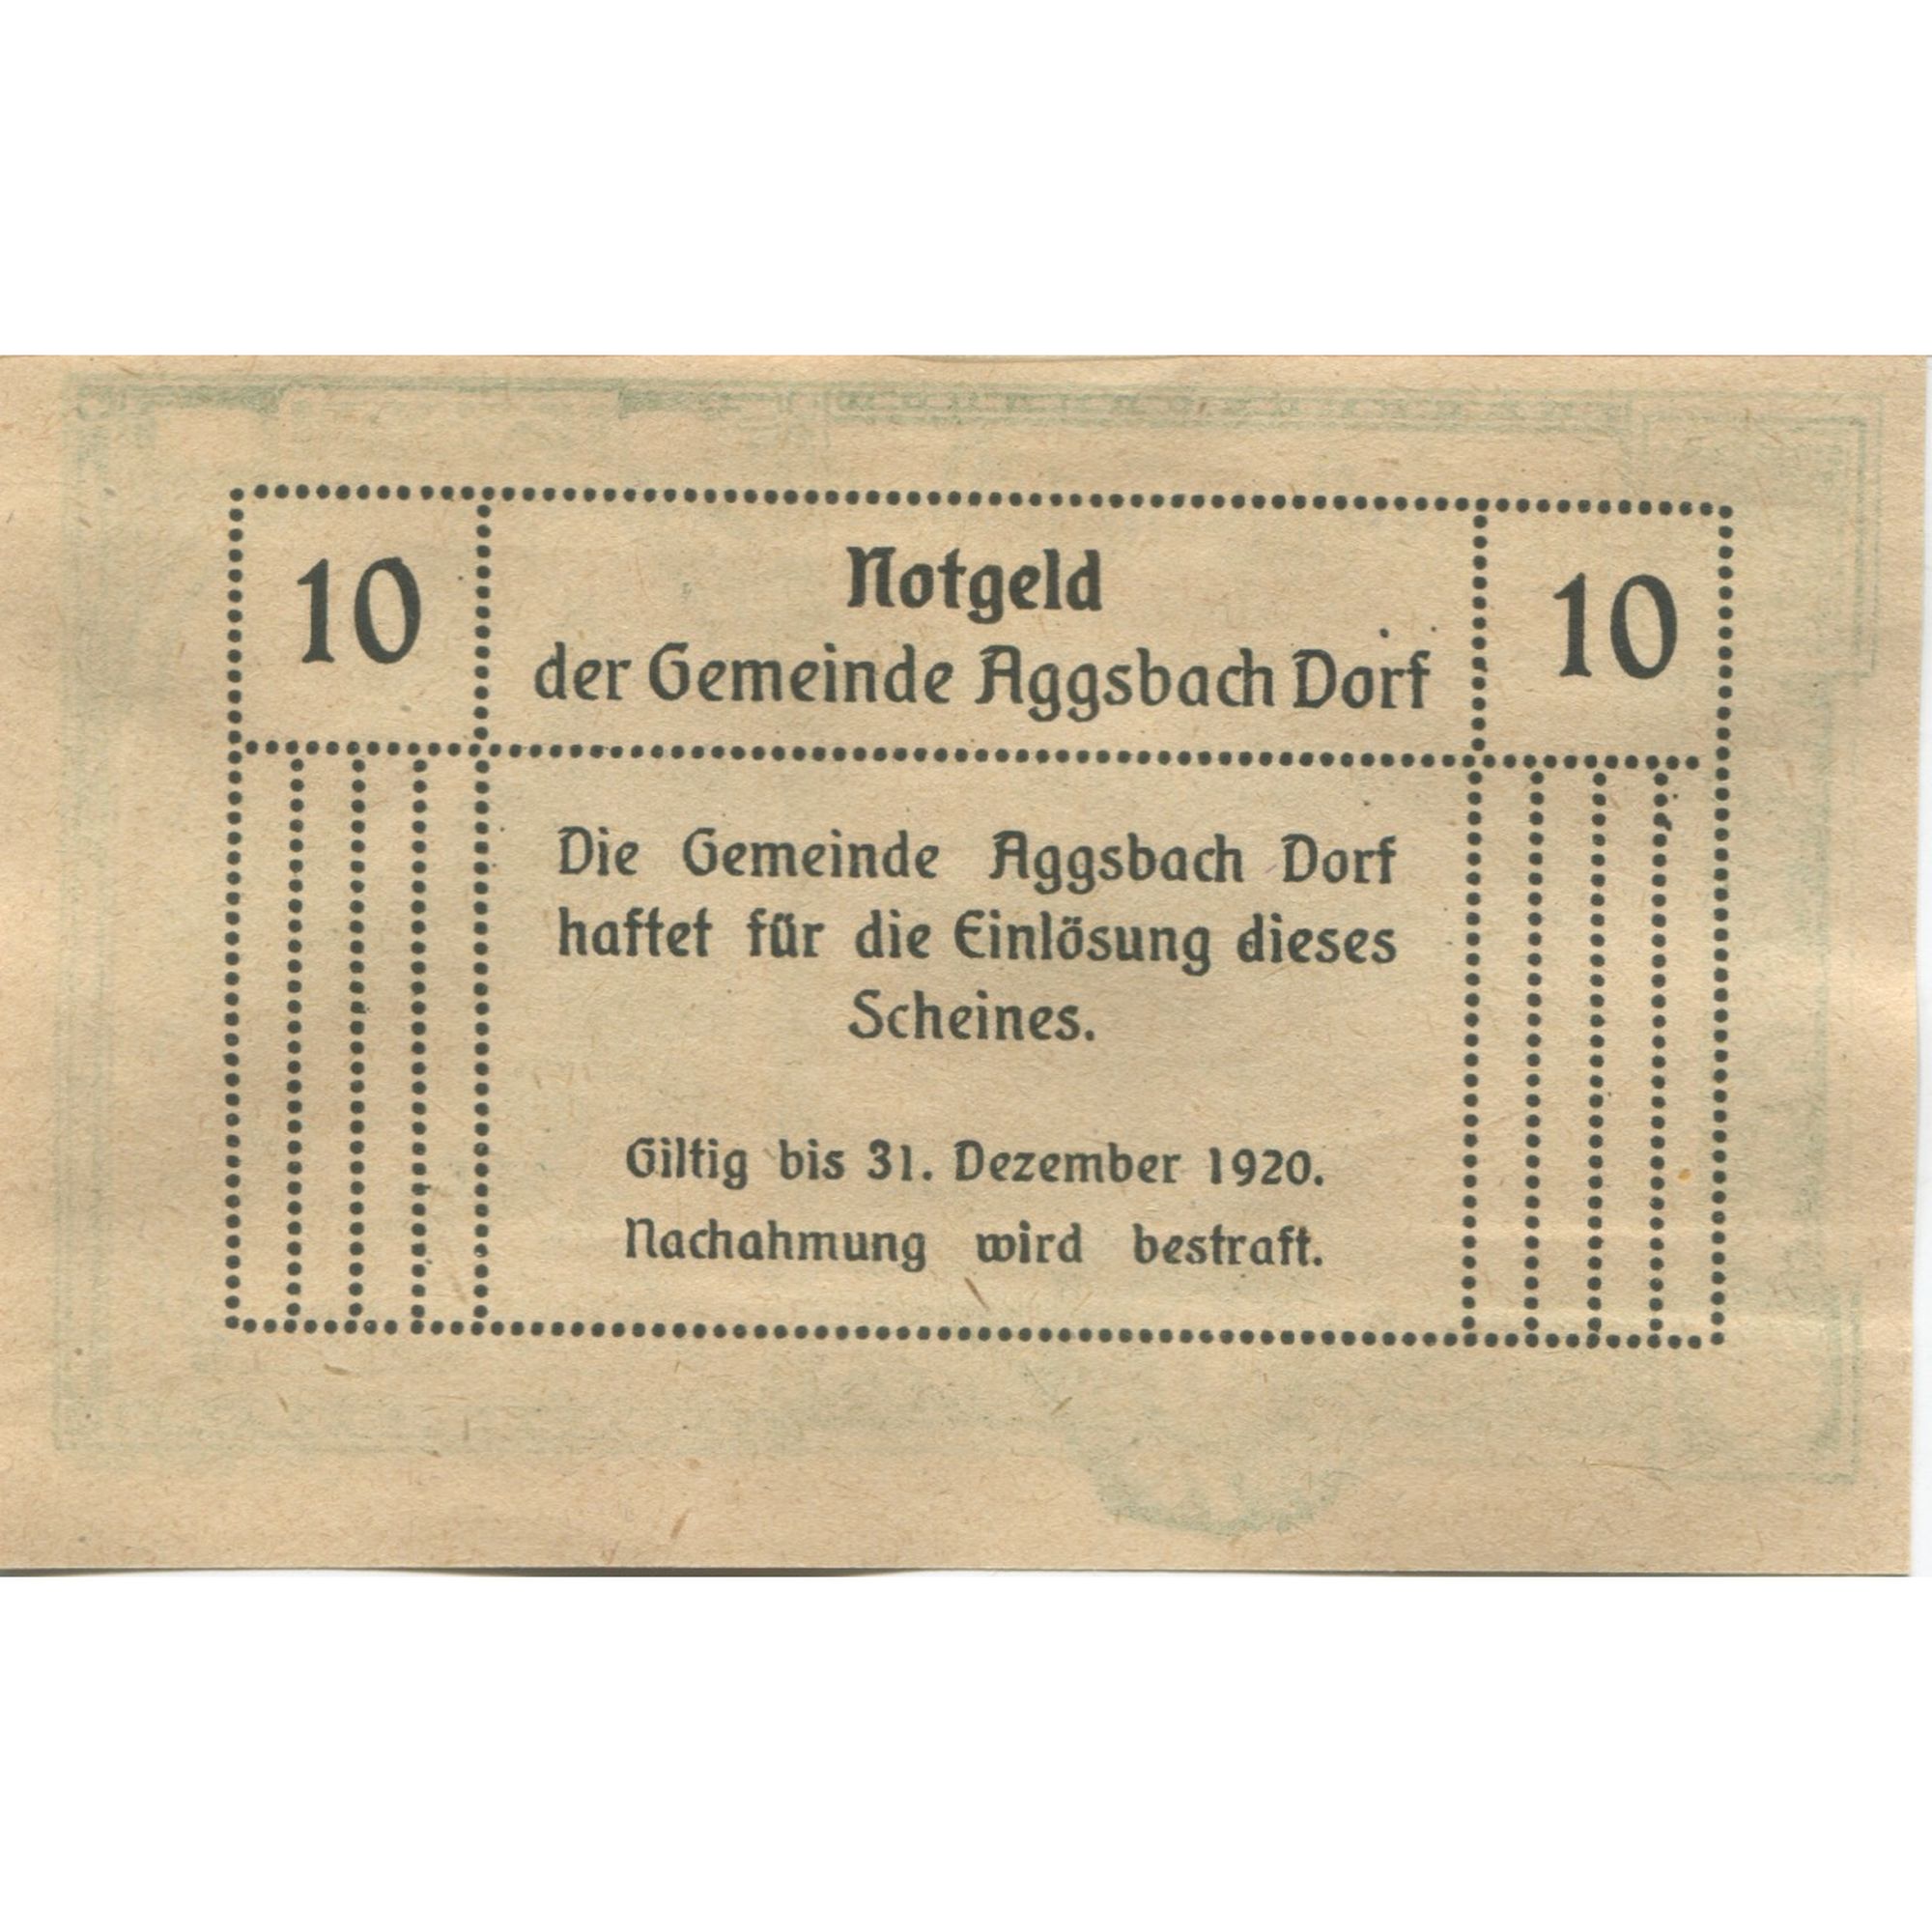 10
Notgeld
der Gemeinde Aggsbach Dorf
10
Die Gemeinde Aggsbach Dorf
haftet für die Einlösung dieses
Scheines.
Giltig bis 31. Dezember 1920.
Nachahmung wird bestraft.